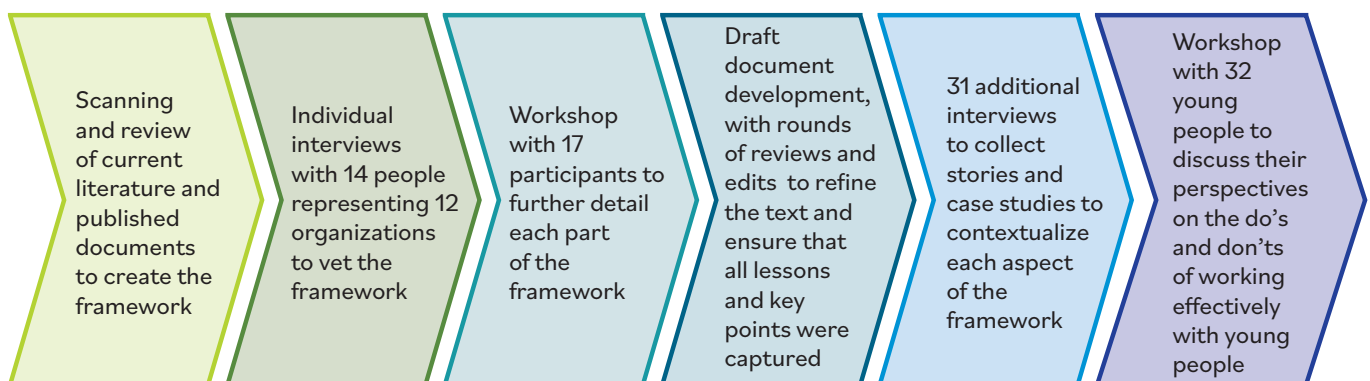 Scanning
and review
of current
literature and
published
documents
to create the
framework
Individual
interviews
with 14 people
representing 12
organizations
to vet the
framework
Workshop
with 17
participants to
further detail
each part
of the
framework
Draft
document
development,
with rounds
of reviews and
edits to refine
the text and
ensure that
all lessons
and key
points were
captured
31 additional
interviews
to collect
stories and
case studies to
contextualize
each aspect
of the
framework
Workshop
with 32
young
people to
discuss their
perspectives
on the do’s
and don’ts
of working
effectively
with young
people